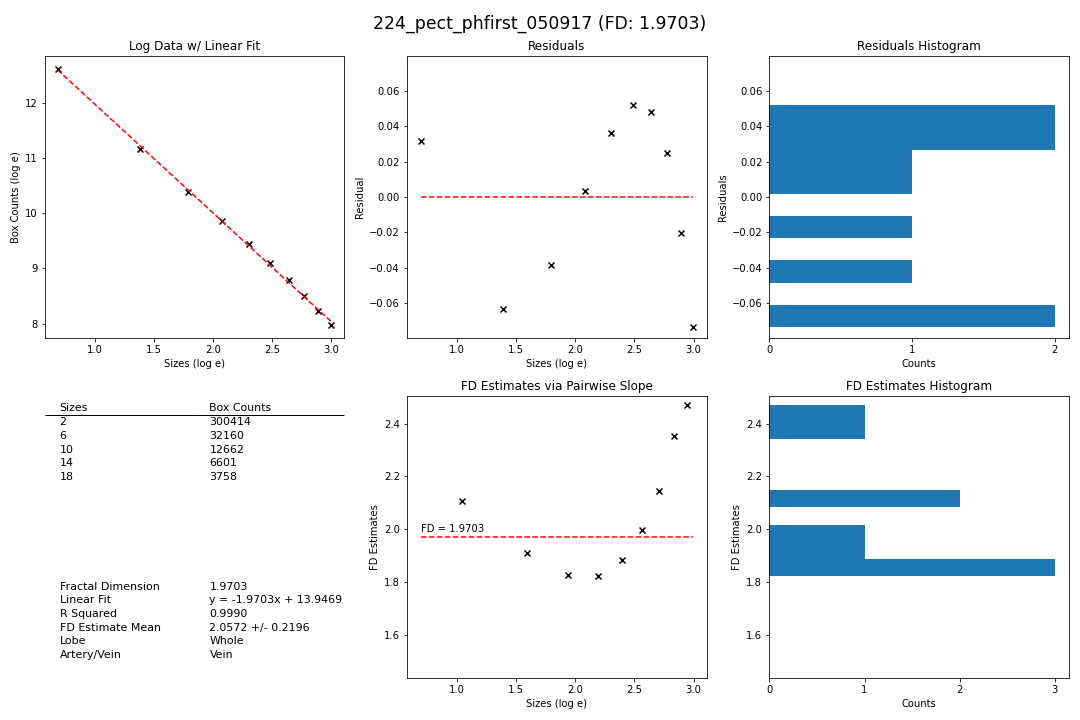 224_pect_phfirst_050917 (FD: 1.9703)
Log Data w/ Linear Fit
Box Counts (log e)
12
11
10
9
8
1.0 1.5 2.0 2.5 3.0
Sizes (log e)
Residuals
Residual
0.06
0.04
0.02
0.00
−0.02
−0.04
−0.06
1.0 1.5 2.0 2.5 3.0
Sizes (log e)
Residuals Histogram
Residuals
0.06
0.04
0.02
0.00
−0.02
−0.04
−0.06
0 1 2
Counts
Sizes Box Counts
2 300414
6 32160
10 12662
14 6601
18 3758
Fractal Dimension 1.9703
Linear Fit y = -1.9703x + 13.9469
R Squared 0.9990
FD Estimate Mean 2.0572 +/- 0.2196
Lobe Whole
Artery/Vein Vein
FD Estimates via Pairwise Slope
FD Estimates
2.4
2.2
2.0
1.8
1.6
FD = 1.9703
1.0 1.5 2.0 2.5 3.0
Sizes (log e)
FD Estimates Histogram
FD Estimates
2.4
2.2
2.0
1.8
1.6
0 1 2 3
Counts